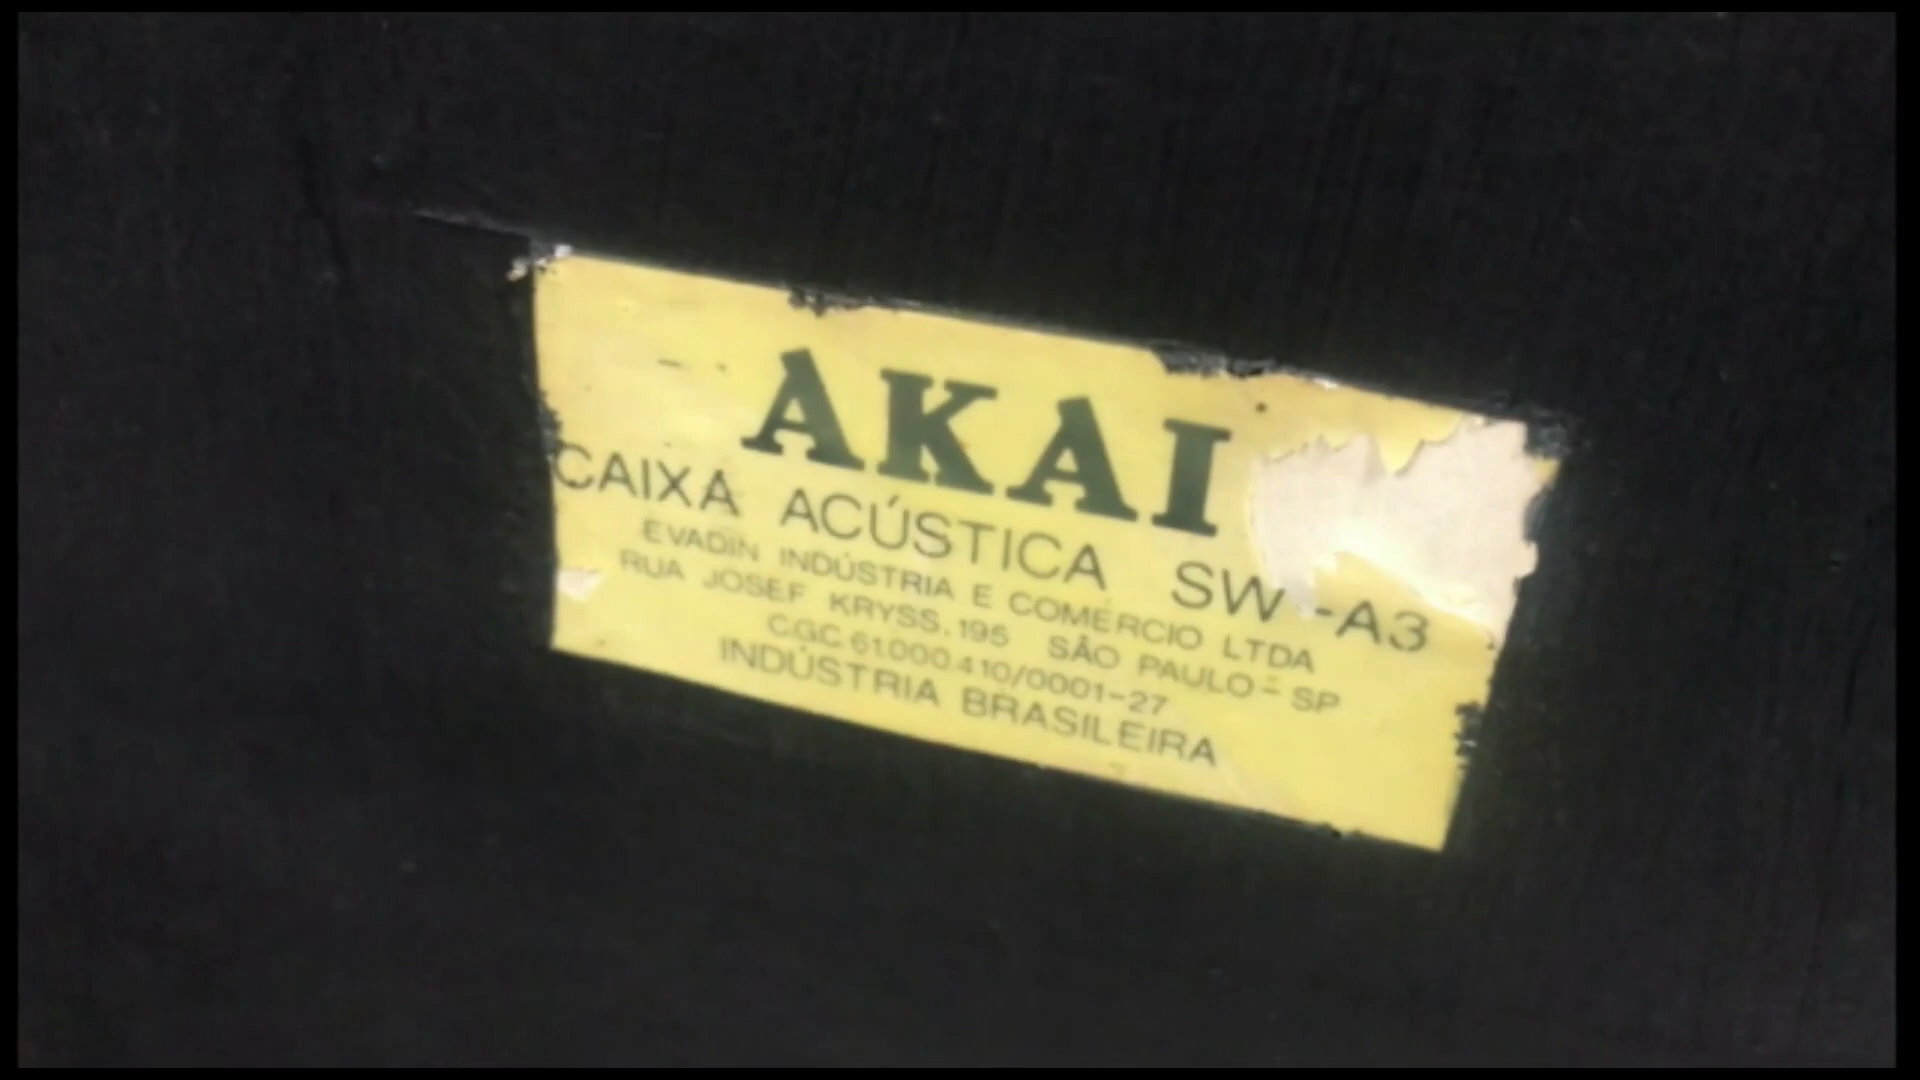 AKAI
CAIXA ACÚSTICA SW-A3
EVADIN INDÚSTRIA E COMÉRCIO LTDA
RUA JOSEF KRYSS, 195 SÃO PAULO - SP
C.G.C. 61.000.410/0001-27
INDÚSTRIA BRASILEIRA